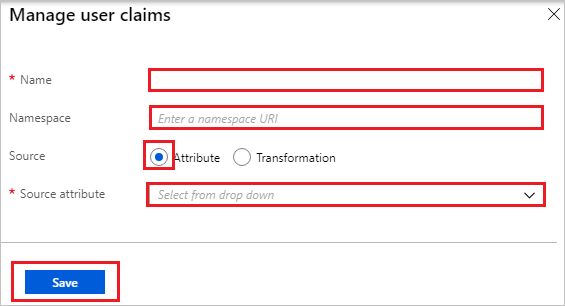 Manage user claims
* Name
Namespace Enter a namespace URI
Source Attribute Transformation
* Source attribute Select from drop down
Save